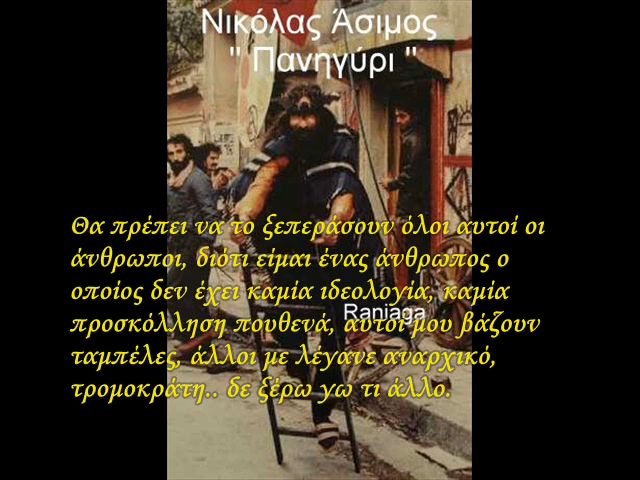 Νικόλας Άσιμος
" Πανηγύρι "
Θα πρέπει να το ξεπεράσουν όλοι αυτοί οι
άνθρωποι, διότι είμαι ένας άνθρωπος ο
οποίος δεν έχει καμία ιδεολογία, καμία
Raniaga
προσκόλληση πουθενά, αυτοί μου βάζουν
ταμπέλες, άλλοι με λέγανε αναρχικό,
τρομοκράτη.. δε ξέρω γω τι άλλο.